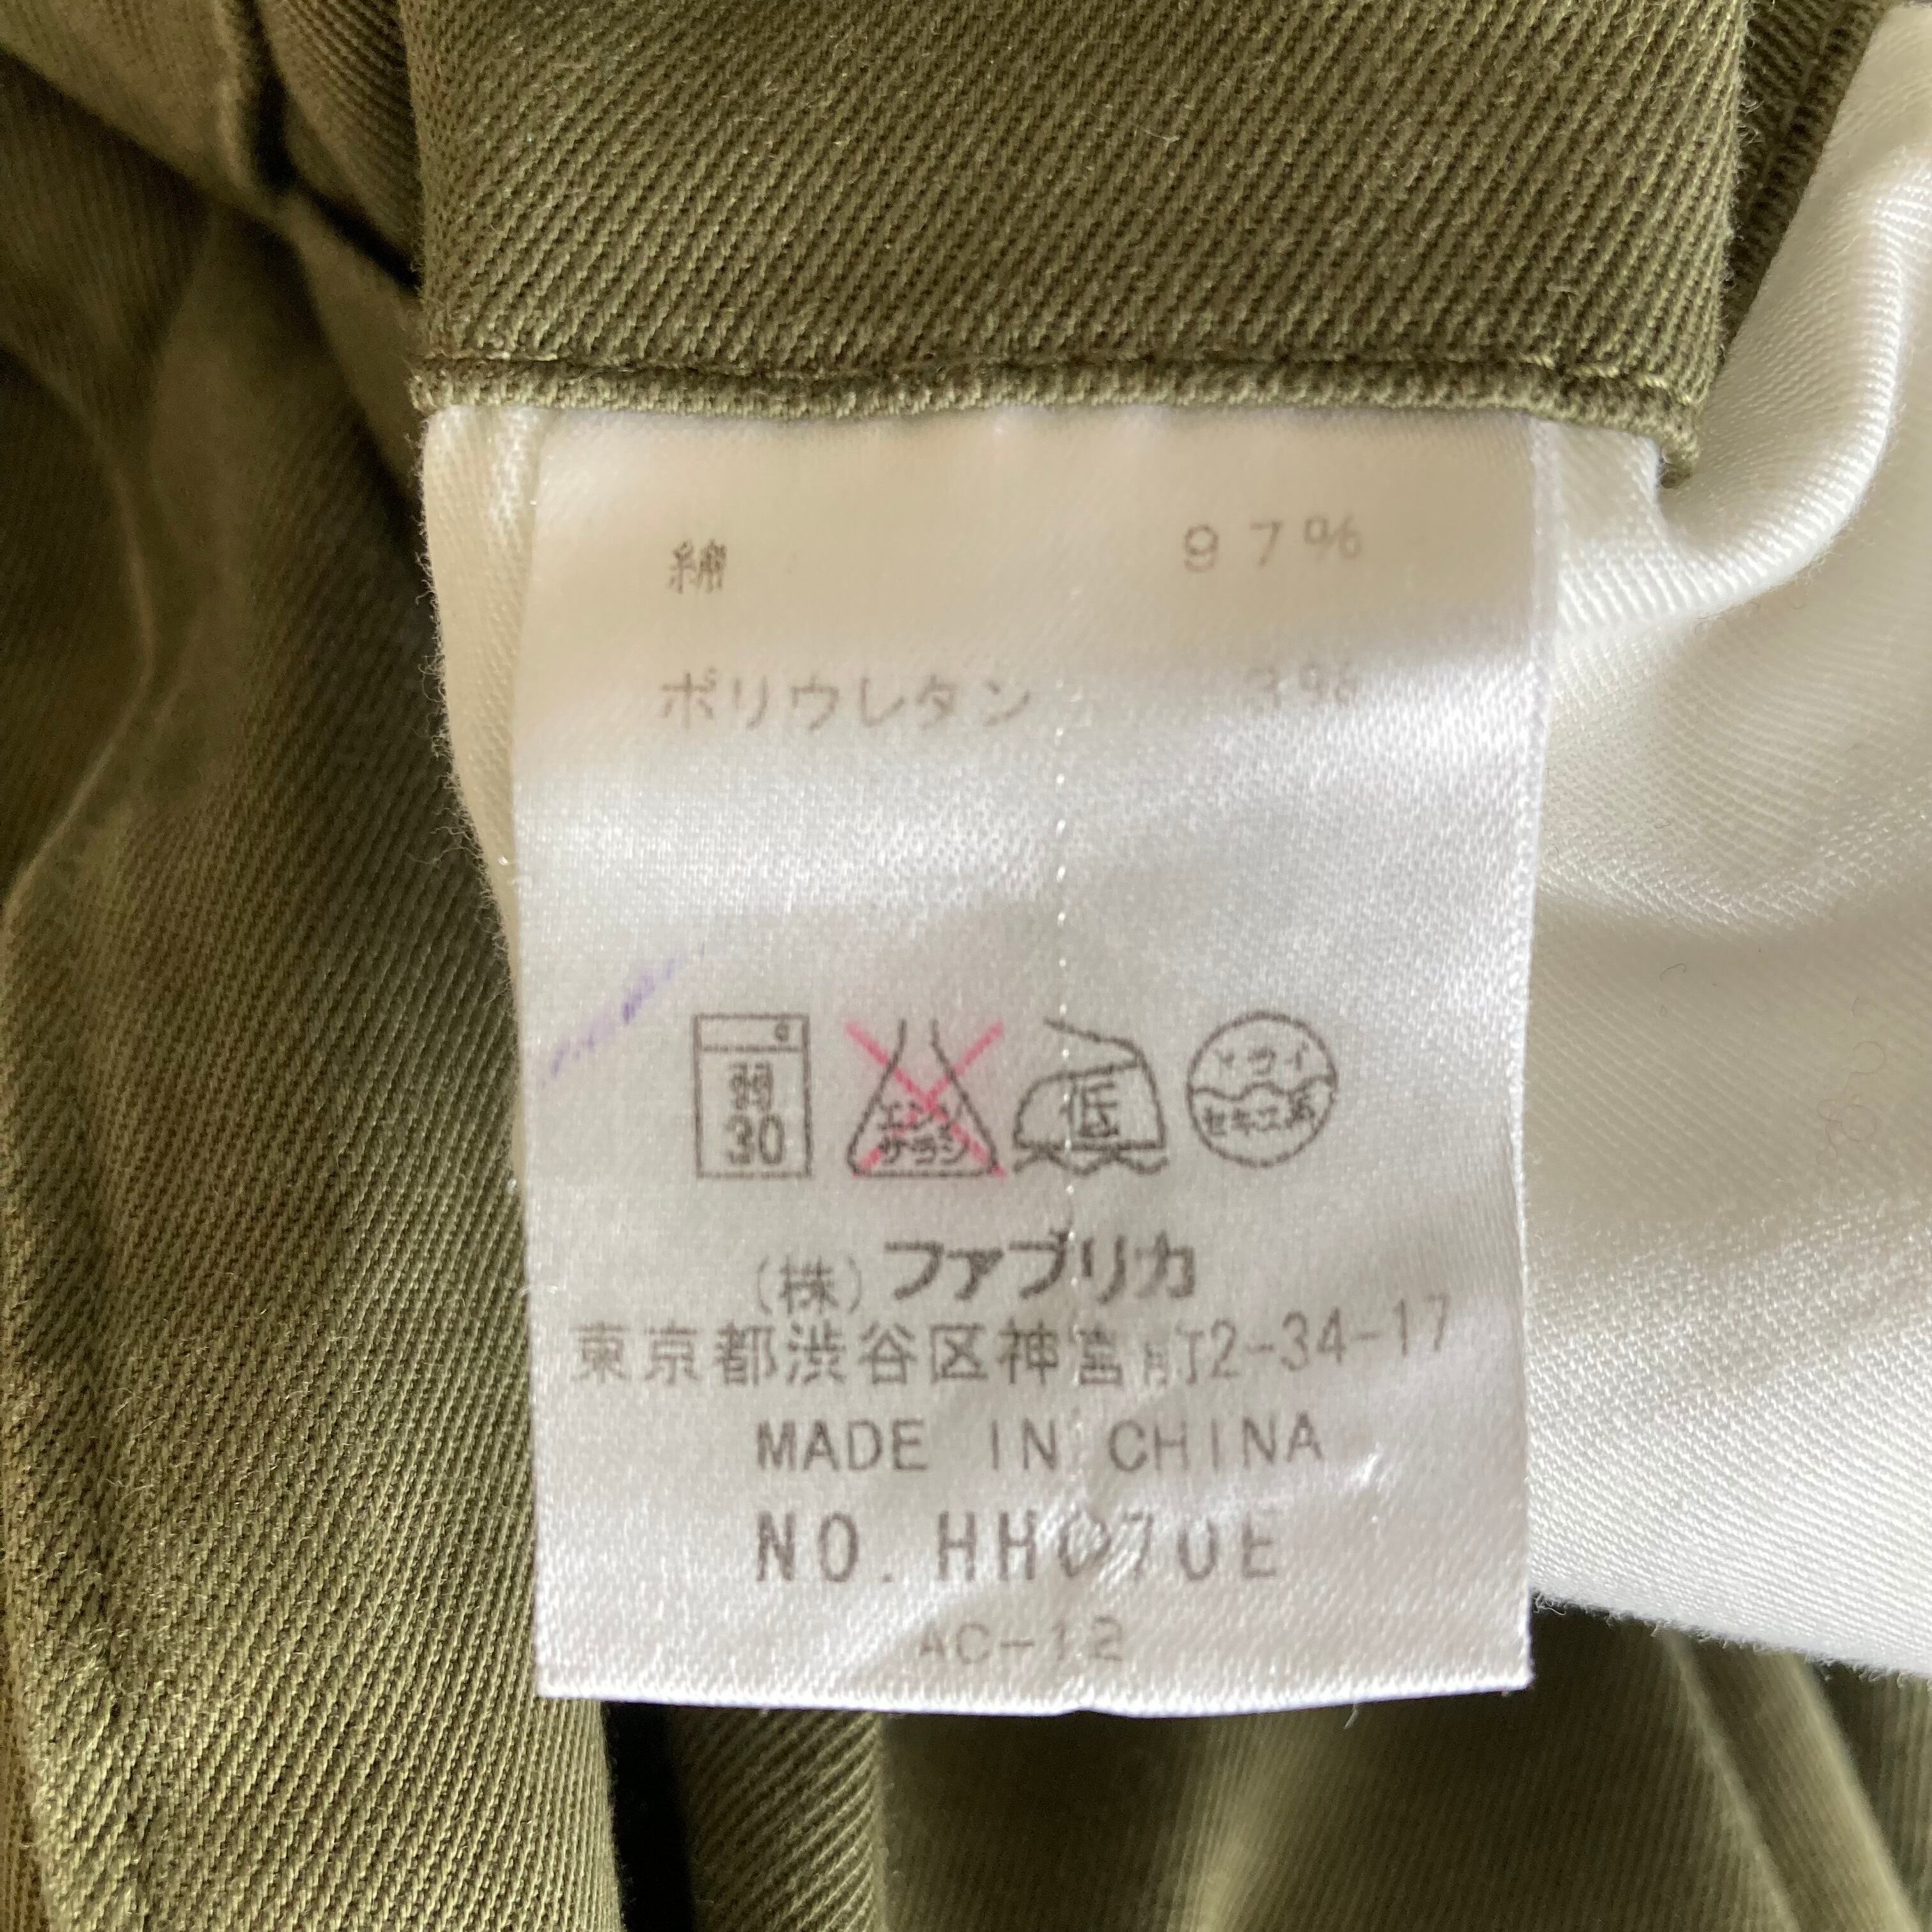 綿 97%
ポリウレタン 3%
弱 30 エンソ サラシ 低 ドライ セキユ系
(株)ファブリカ
東京都渋谷区神宮前2-34-17
MADE IN CHINA
NO. HH070E
AC-12